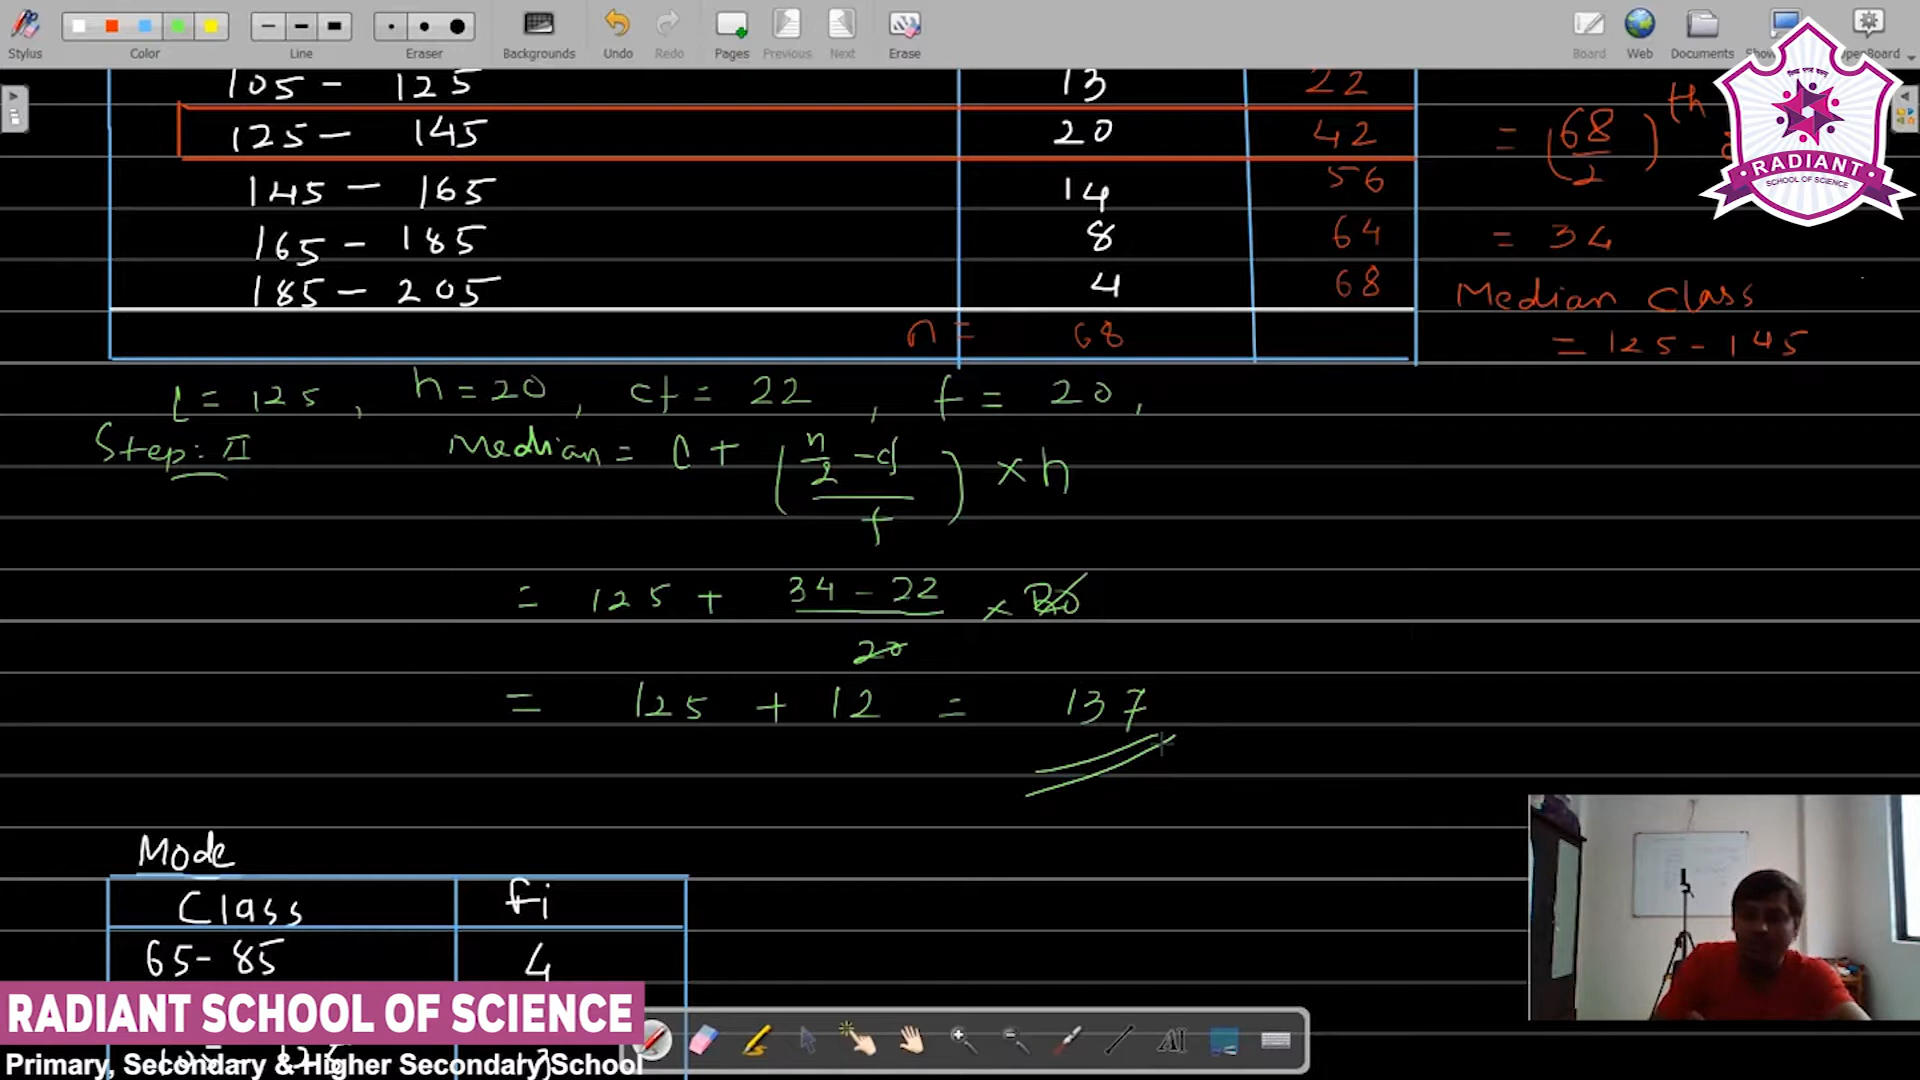 Stylus Color Line Eraser Backgrounds Undo Redo Pages Previous Next Erase Board Web Documents
105 - 125 13 22
125 - 145 20 42
145 - 165 14 56
165 - 185 8 64
185 - 205 4 68
n = 68
= (68/2) th
= 34
Median Class
= 125 - 145
RADIANT
SCHOOL OF SCIENCE
l = 125 , h = 20 , cf = 22 , f = 20 ,
Step: II Median = l + (n/2 - cf / f) × h
= 125 + 34 - 22 / 20 × 20
= 125 + 12 = 137
Mode
Class fi
65 - 85 4
RADIANT SCHOOL OF SCIENCE
Primary, Secondary & Higher Secondary School